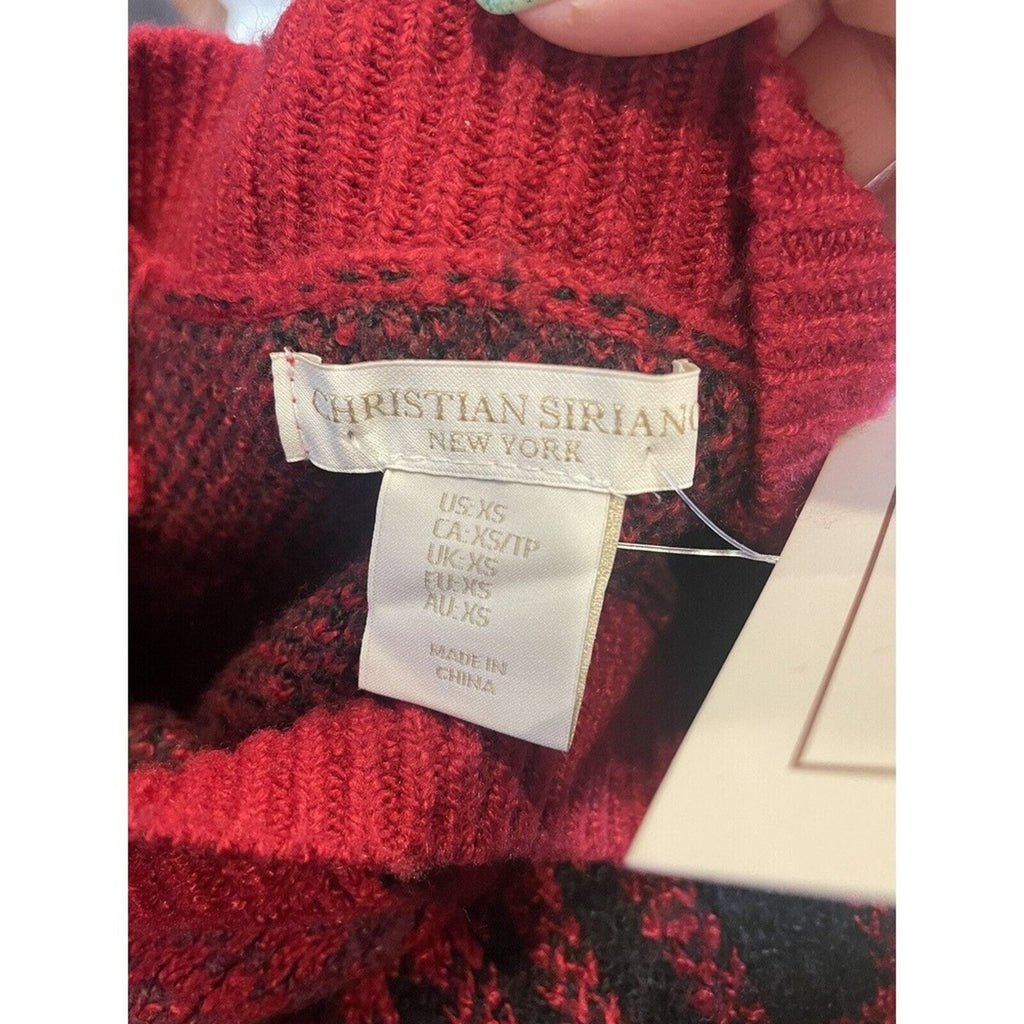 CHRISTIAN SIRIANO
NEW YORK
US: XS
CA: XS/TP
UK: XS
EU: XS
AU: XS
MADE IN
CHINA